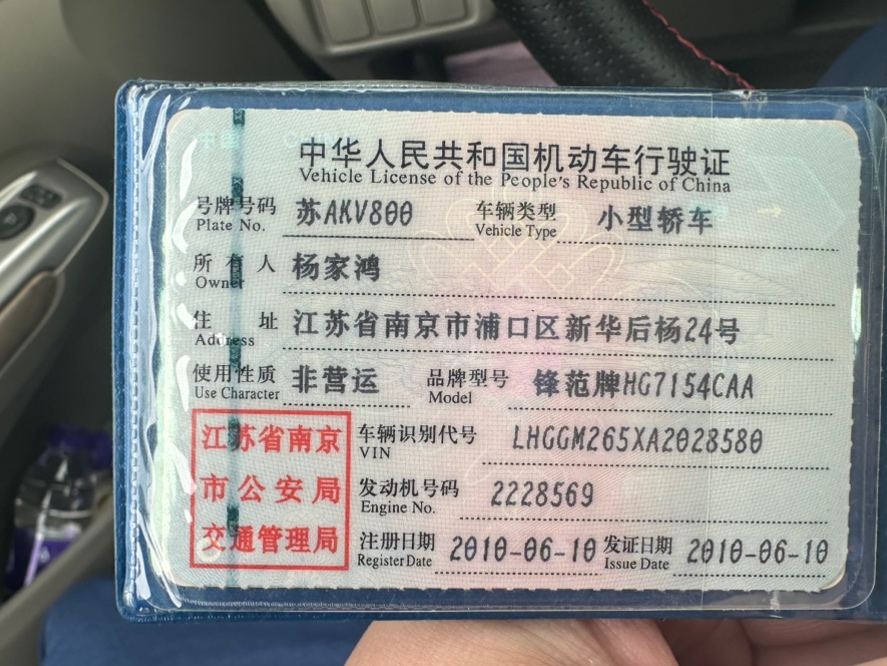 中国 CHINA
中华人民共和国机动车行驶证
Vehicle License of the People's Republic of China
号牌号码 苏AKV800 车辆类型 小型轿车
Plate No. Vehicle Type
所有人 杨家鸿
Owner
住址 江苏省南京市浦口区新华后杨24号
Address
使用性质 非营运 品牌型号 锋范牌HG7154CAA
Use Character Model
江苏省南京 车辆识别代号 LHGGM265XA2028580
VIN
市公安局 发动机号码 2228569
Engine No.
交通管理局 注册日期 2010-06-10 发证日期 2010-06-10
Register Date Issue Date